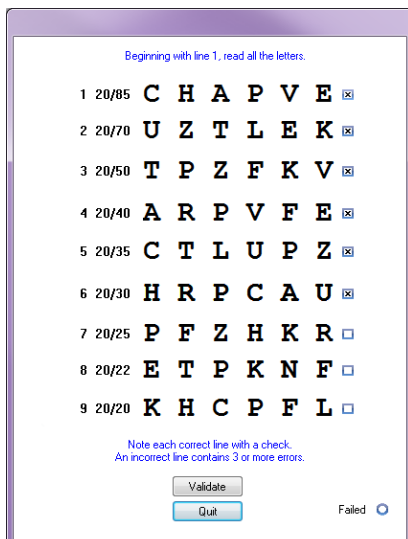 Beginning with line 1, read all the letters.
1 20/85 C H A P V E
2 20/70 U Z T L E K
3 20/50 T P Z F K V
4 20/40 A R P V F E
5 20/35 C T L U P Z
6 20/30 H R P C A U
7 20/25 P F Z H K R
8 20/22 E T P K N F
9 20/20 K H C P F L
Note each correct line with a check.
An incorrect line contains 3 or more errors.
Validate
Quit
Failed